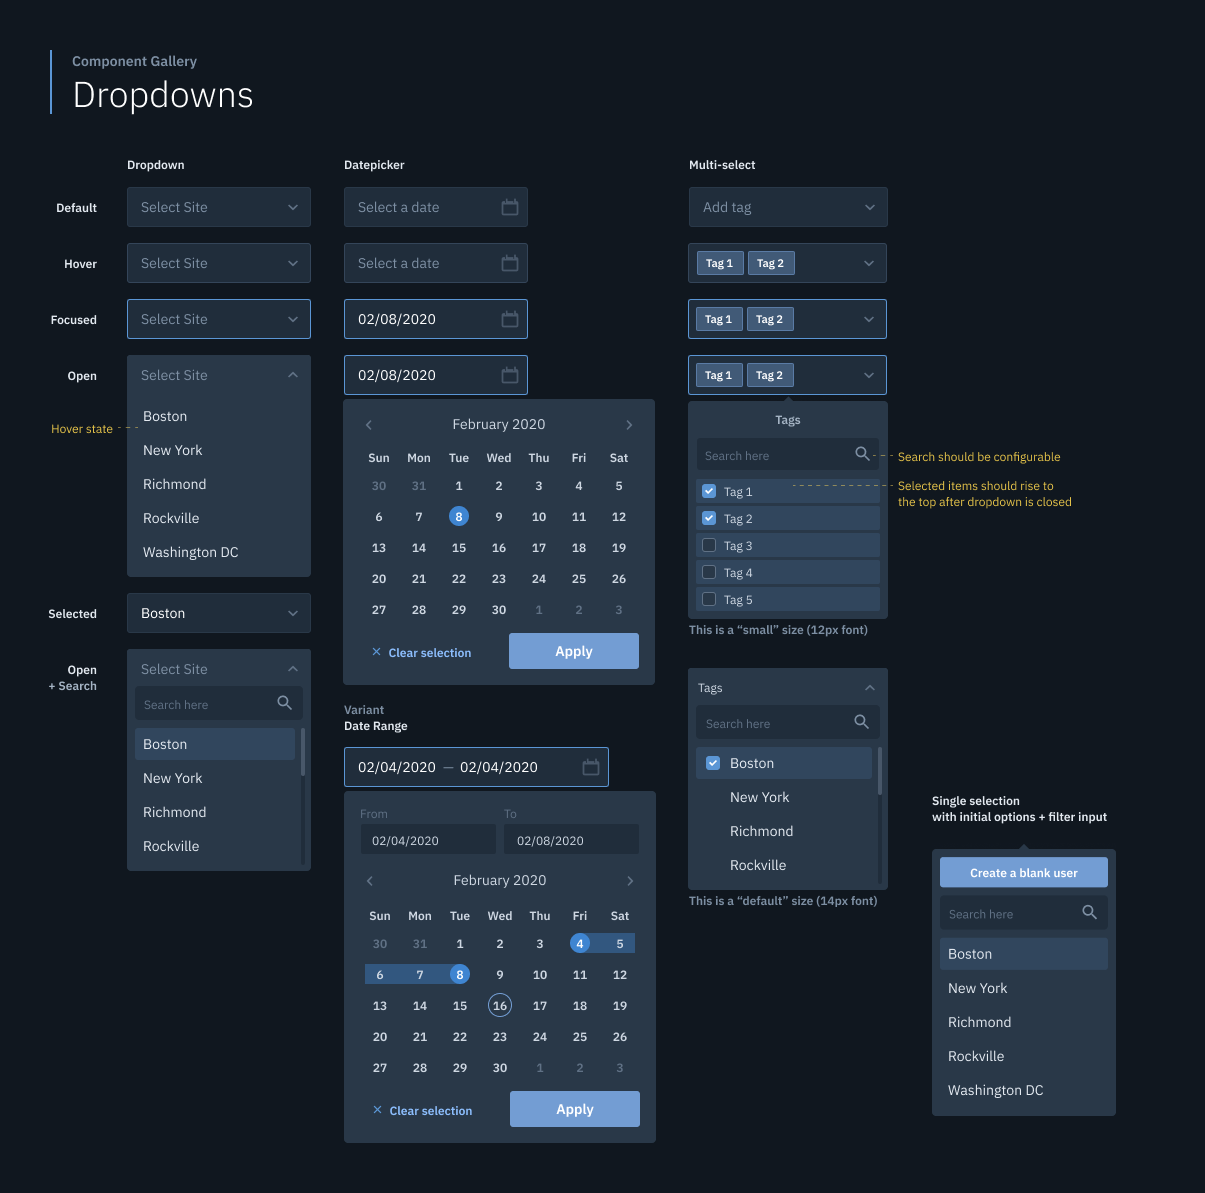 Component Gallery
Dropdowns
Dropdown
Datepicker
Multi-select
Default
Select Site
Select a date
Add tag
Hover
Select Site
Select a date
Tag 1 Tag 2
Focused
Select Site
02/08/2020
Tag 1 Tag 2
Open
Select Site
Hover state
Boston
New York
Richmond
Rockville
Washington DC
02/08/2020
February 2020
Sun Mon Tue Wed Thu Fri Sat
30 31 1 2 3 4 5
6 7 8 9 10 11 12
13 14 15 16 17 18 19
20 21 22 23 24 25 26
27 28 29 30 1 2 3
Clear selection
Apply
Tag 1 Tag 2
Tags
Search here
Search should be configurable
Selected items should rise to
the top after dropdown is closed
Tag 1
Tag 2
Tag 3
Tag 4
Tag 5
This is a “small” size (12px font)
Selected
Boston
Open
+ Search
Select Site
Search here
Boston
New York
Richmond
Rockville
Variant
Date Range
02/04/2020 — 02/04/2020
From
To
02/04/2020
02/08/2020
February 2020
Sun Mon Tue Wed Thu Fri Sat
30 31 1 2 3 4 5
6 7 8 9 10 11 12
13 14 15 16 17 18 19
20 21 22 23 24 25 26
27 28 29 30 1 2 3
Clear selection
Apply
Tags
Search here
Boston
New York
Richmond
Rockville
This is a “default” size (14px font)
Single selection
with initial options + filter input
Create a blank user
Search here
Boston
New York
Richmond
Rockville
Washington DC